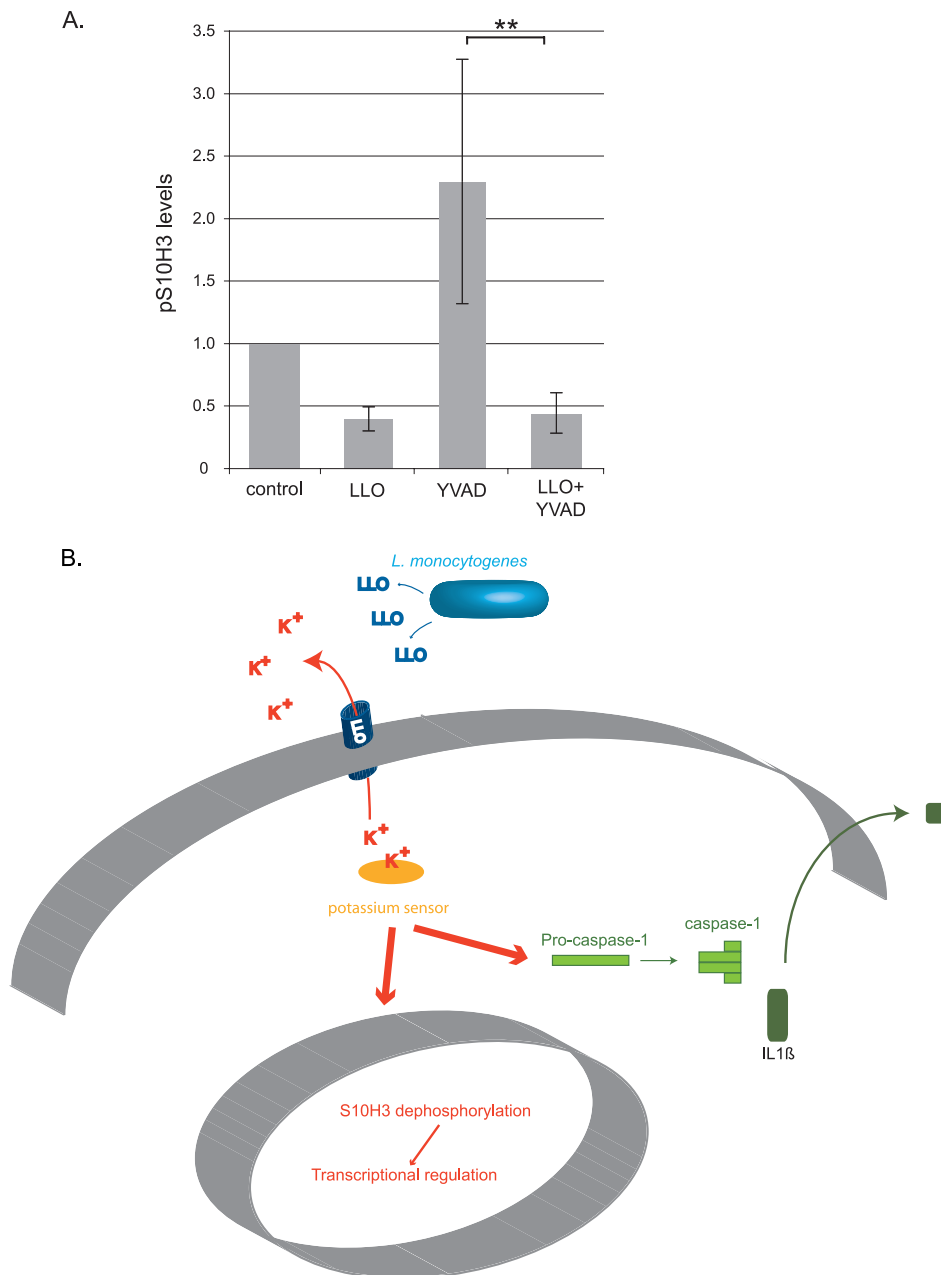 A.
3.5
3.0
2.5
2.0
1.5
1.0
0.5
0
pS10H3 levels
**
control
LLO
YVAD
LLO+
YVAD
B.
L. monocytogenes
LLO
LLO
LLO
K+
K+
K+
LLO
K+
K+
potassium sensor
Pro-caspase-1
caspase-1
IL1ß
S10H3 dephosphorylation
Transcriptional regulation